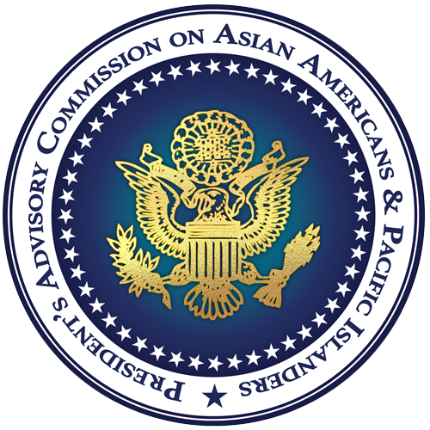 President's Advisory Commission on Asian Americans & Pacific Islanders